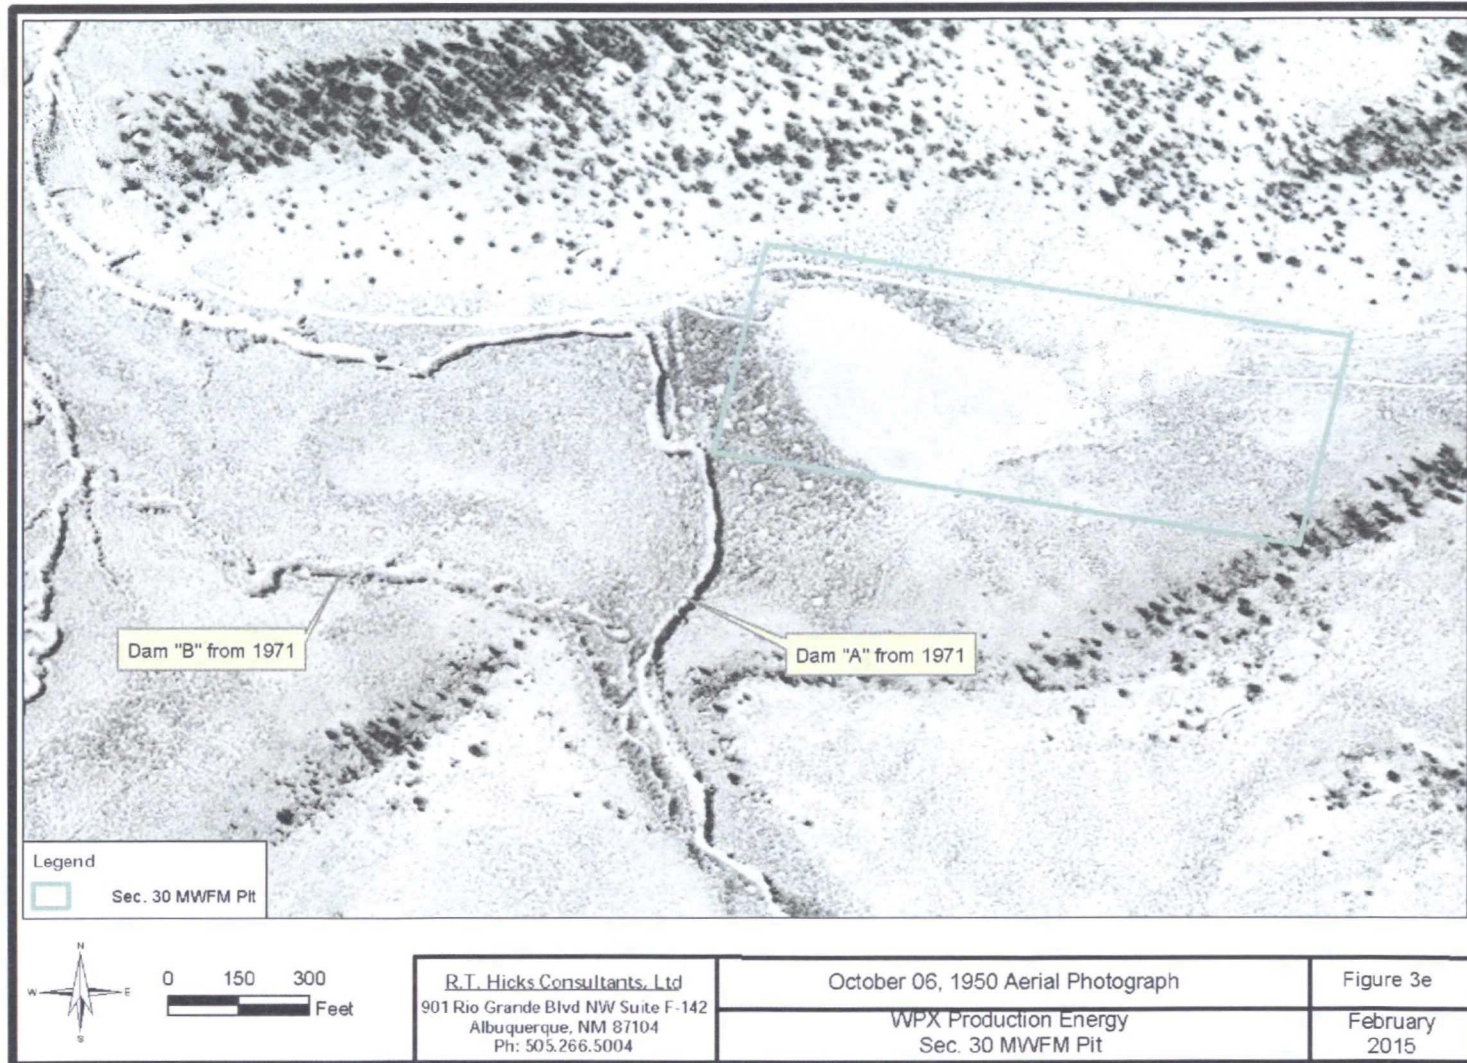 Dam "B" from 1971
Dam "A" from 1971
Legend
Sec. 30 MWFM Pit
N
W
E
S
0 150 300
Feet
R.T. Hicks Consultants, Ltd
901 Rio Grande Blvd NW Suite F-142
Albuquerque, NM 87104
Ph: 505.266.5004
October 06, 1950 Aerial Photograph
WPX Production Energy
Sec. 30 MWFM Pit
Figure 3e
February
2015